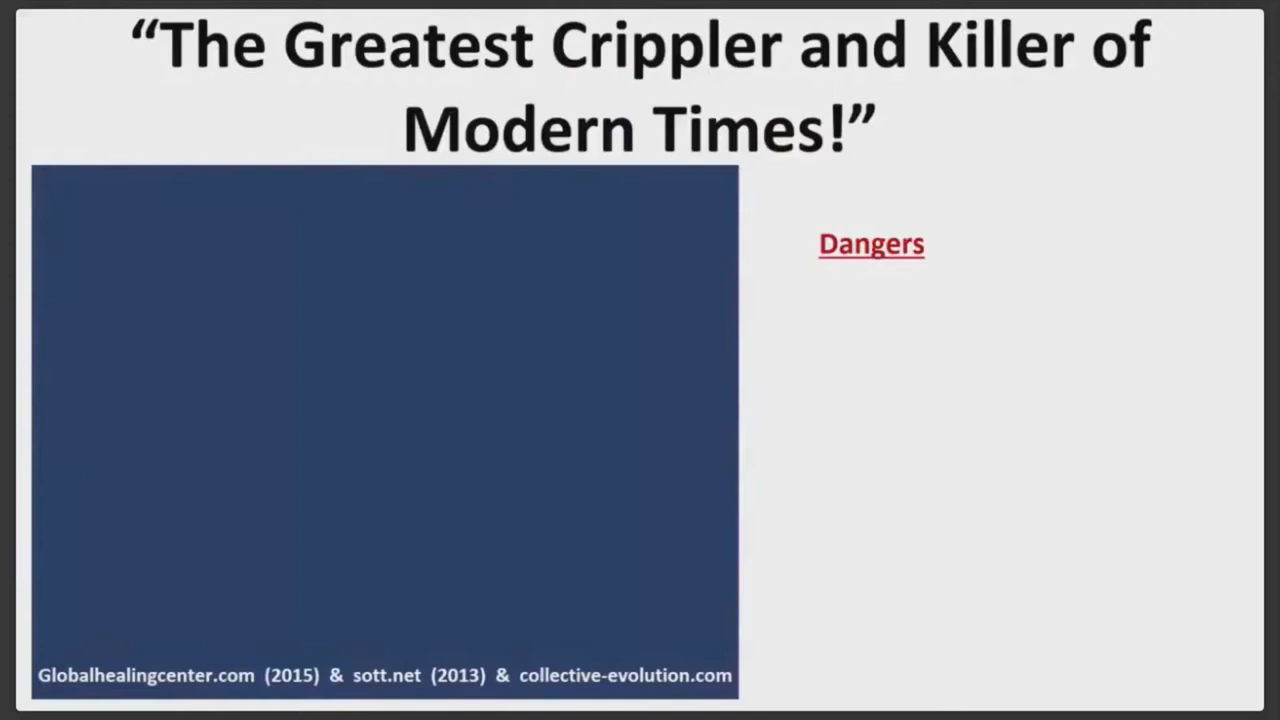 “The Greatest Crippler and Killer of
Modern Times!”
Dangers
Globalhealingcenter.com (2015) & sott.net (2013) & collective-evolution.com